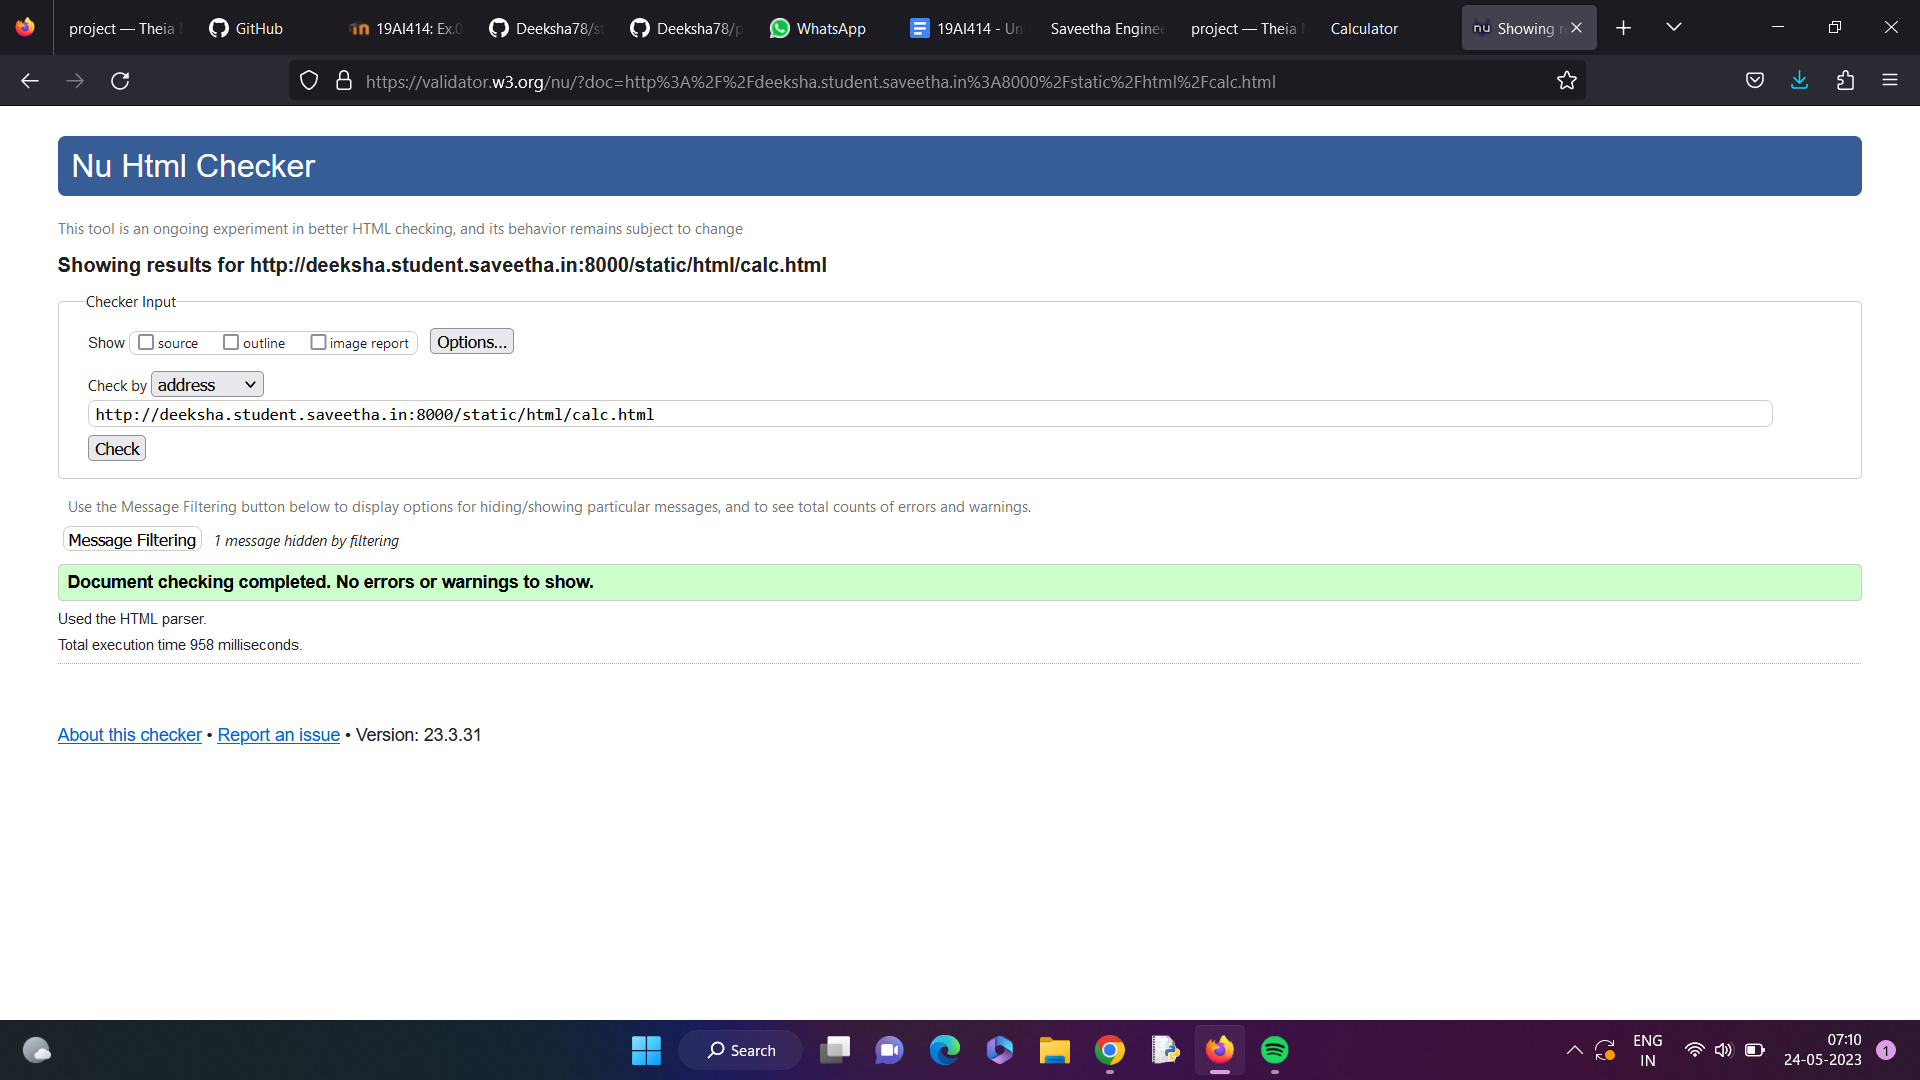 project — Theia
GitHub
19AI414: Ex.0
Deeksha78/st
Deeksha78/p
WhatsApp
19AI414 - Un
Saveetha Enginee
project — Theia
Calculator
nu Showing r
https://validator.w3.org/nu/?doc=http%3A%2F%2Fdeeksha.student.saveetha.in%3A8000%2Fstatic%2Fhtml%2Fcalc.html
Nu Html Checker
This tool is an ongoing experiment in better HTML checking, and its behavior remains subject to change
Showing results for http://deeksha.student.saveetha.in:8000/static/html/calc.html
Checker Input
Show source outline image report Options...
Check by address
http://deeksha.student.saveetha.in:8000/static/html/calc.html
Check
Use the Message Filtering button below to display options for hiding/showing particular messages, and to see total counts of errors and warnings.
Message Filtering 1 message hidden by filtering
Document checking completed. No errors or warnings to show.
Used the HTML parser.
Total execution time 958 milliseconds.
About this checker • Report an issue • Version: 23.3.31
Search
ENG
IN
07:10
24-05-2023
1